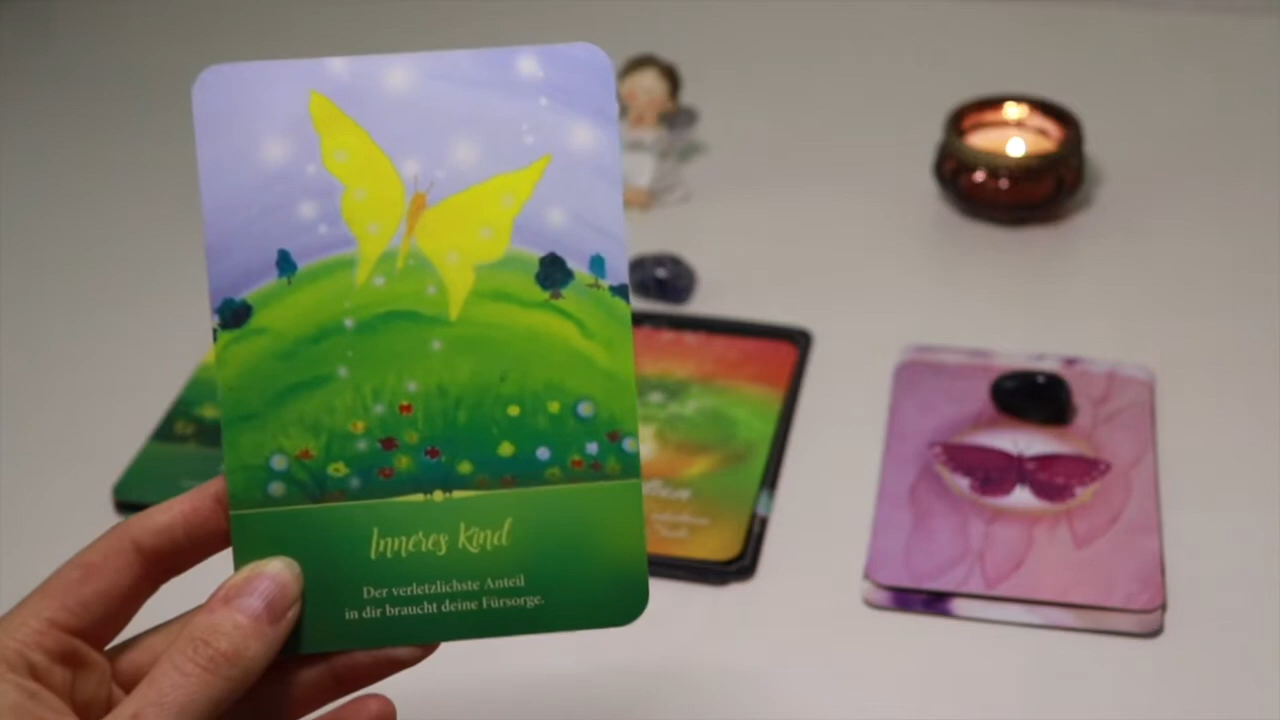 Inneres Kind
Der verletzlichste Anteil
in dir braucht deine Fürsorge.